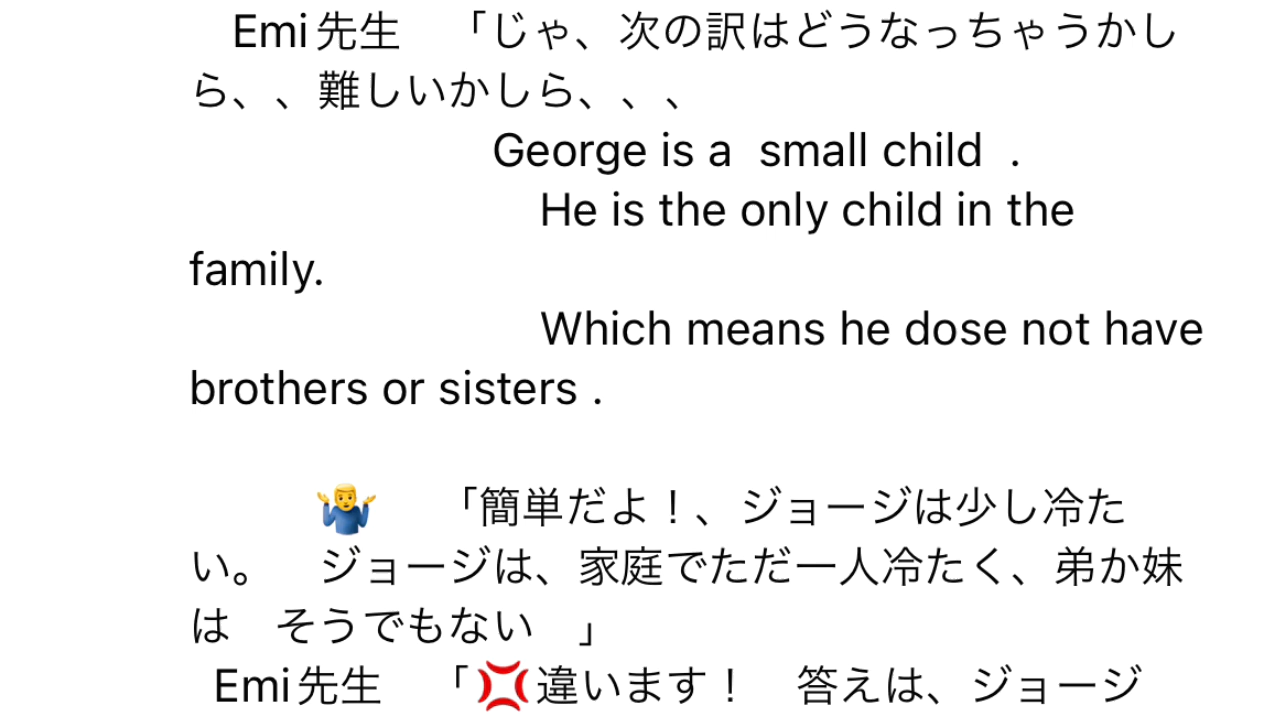 Emi先生　「じゃ、次の訳はどうなっちゃうかし
ら、、難しいかしら、、、
George is a  small child  .
He is the only child in the
family.
Which means he dose not have
brothers or sisters .
🤷‍♂️　「簡単だよ！、ジョージは少し冷た
い。　ジョージは、家庭でただ一人冷たく、弟か妹
は　そうでもない　」
Emi先生　「💢違います！　答えは、ジョージ